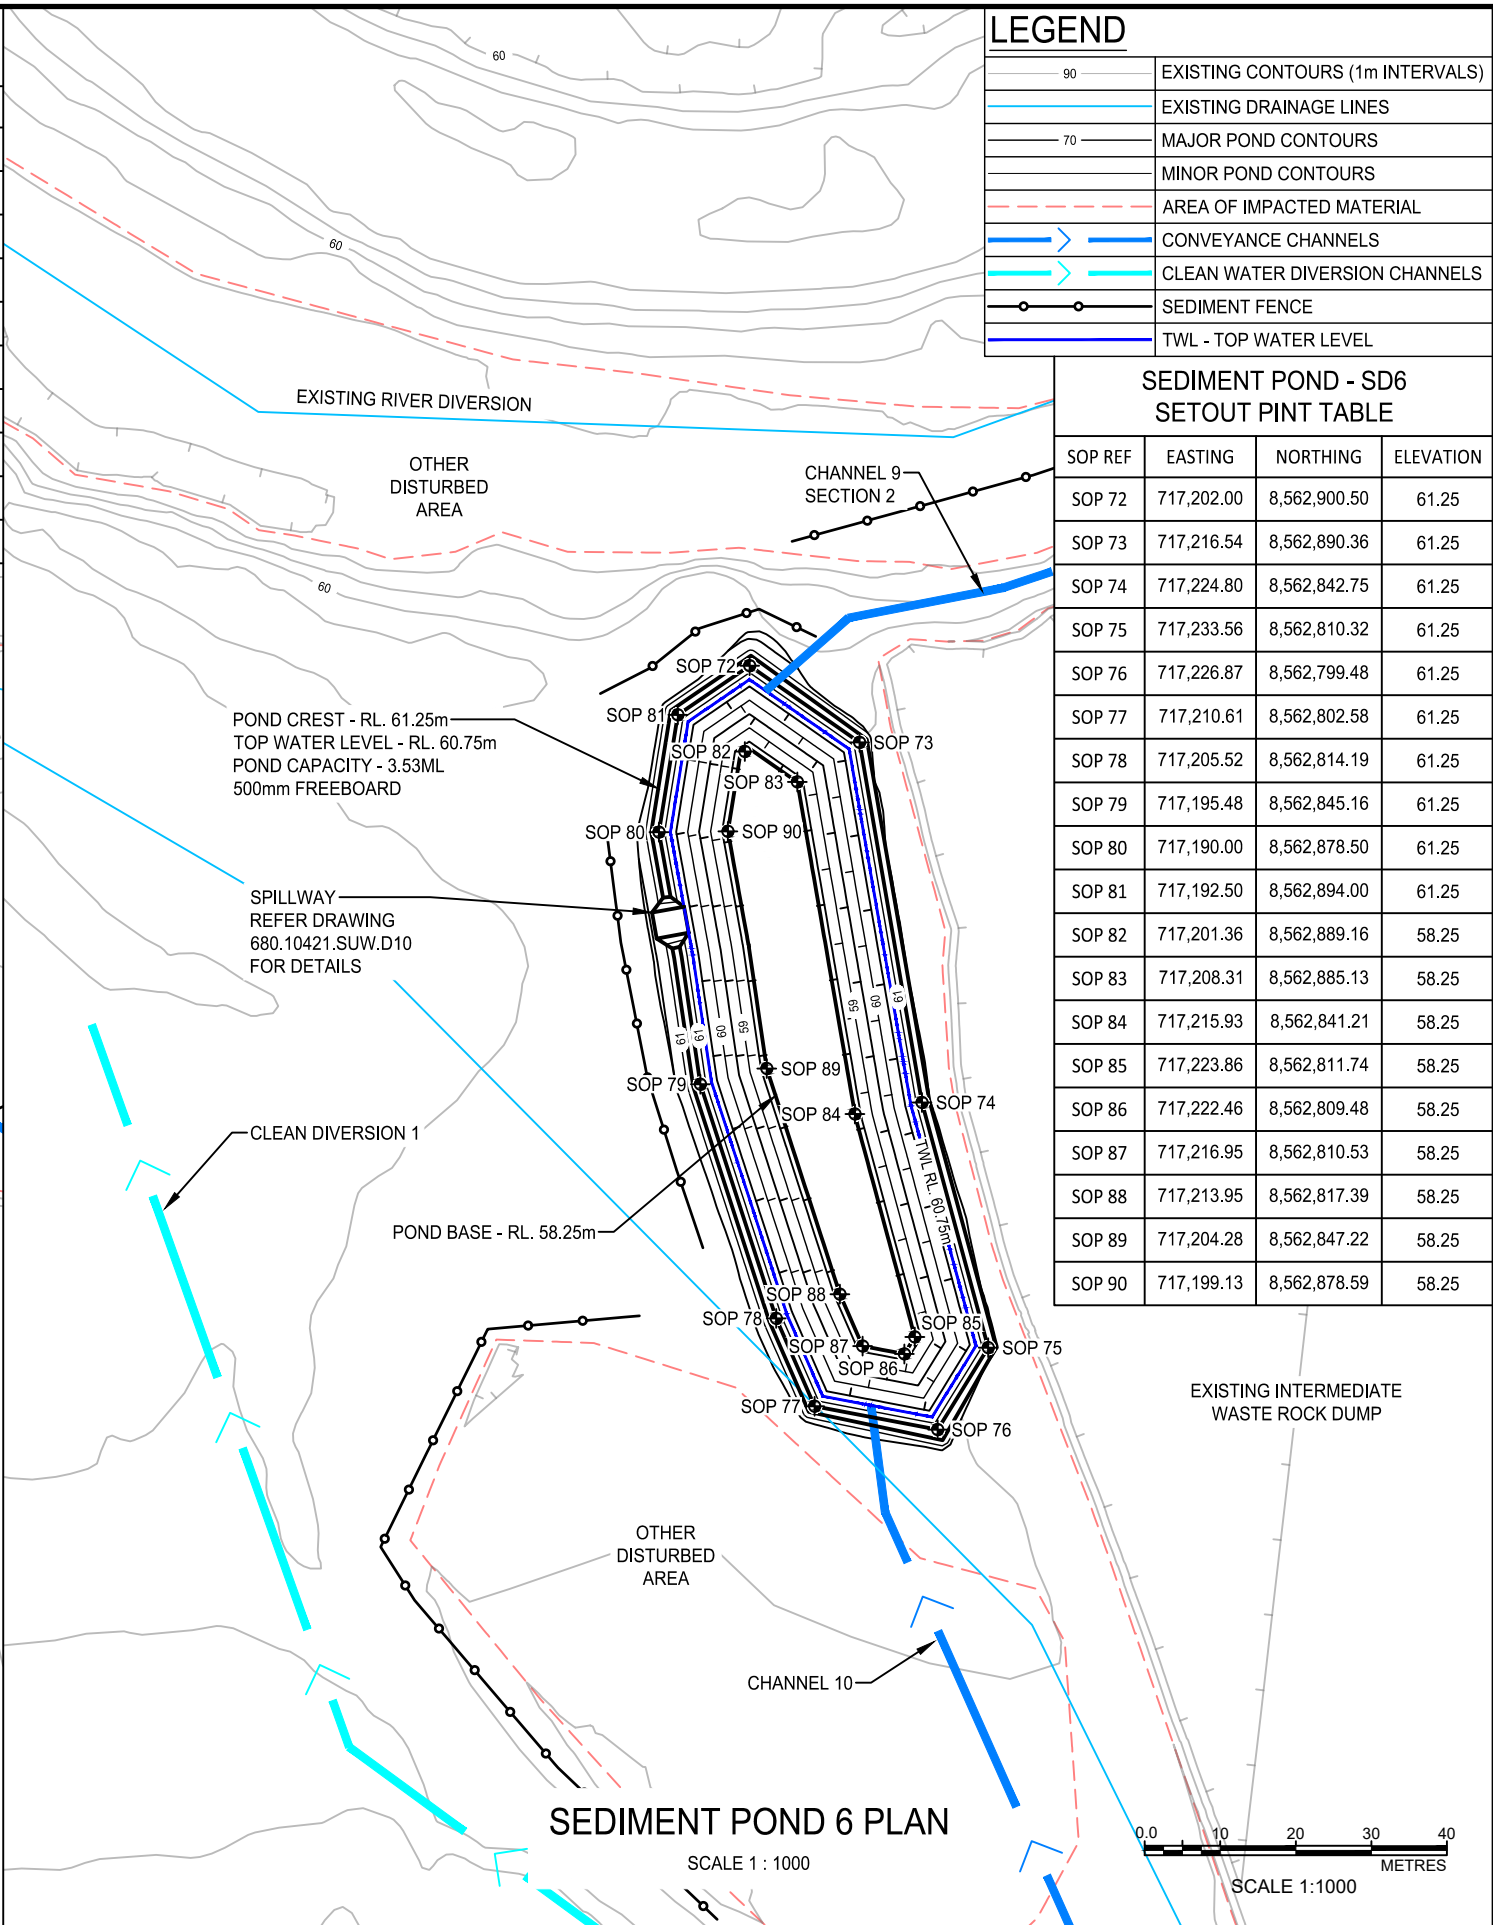 LEGEND
90 EXISTING CONTOURS (1m INTERVALS)
EXISTING DRAINAGE LINES
70 MAJOR POND CONTOURS
MINOR POND CONTOURS
AREA OF IMPACTED MATERIAL
CONVEYANCE CHANNELS
CLEAN WATER DIVERSION CHANNELS
SEDIMENT FENCE
TWL - TOP WATER LEVEL
SEDIMENT POND - SD6
SETOUT PINT TABLE
SOP REF EASTING NORTHING ELEVATION
SOP 72 717,202.00 8,562,900.50 61.25
SOP 73 717,216.54 8,562,890.36 61.25
SOP 74 717,224.80 8,562,842.75 61.25
SOP 75 717,233.56 8,562,810.32 61.25
SOP 76 717,226.87 8,562,799.48 61.25
SOP 77 717,210.61 8,562,802.58 61.25
SOP 78 717,205.52 8,562,814.19 61.25
SOP 79 717,195.48 8,562,845.16 61.25
SOP 80 717,190.00 8,562,878.50 61.25
SOP 81 717,192.50 8,562,894.00 61.25
SOP 82 717,201.36 8,562,889.16 58.25
SOP 83 717,208.31 8,562,885.13 58.25
SOP 84 717,215.93 8,562,841.21 58.25
SOP 85 717,223.86 8,562,811.74 58.25
SOP 86 717,222.46 8,562,809.48 58.25
SOP 87 717,216.95 8,562,810.53 58.25
SOP 88 717,213.95 8,562,817.39 58.25
SOP 89 717,204.28 8,562,847.22 58.25
SOP 90 717,199.13 8,562,878.59 58.25
60
60
EXISTING RIVER DIVERSION
OTHER
DISTURBED
AREA
CHANNEL 9
SECTION 2
60
SOP 72
SOP 81
SOP 73
SOP 82
SOP 83
SOP 80
SOP 90
POND CREST - RL. 61.25m
TOP WATER LEVEL - RL. 60.75m
POND CAPACITY - 3.53ML
500mm FREEBOARD
SPILLWAY
REFER DRAWING
680.10421.SUW.D10
FOR DETAILS
61
61
60
59
59
60
61
SOP 89
SOP 79
SOP 84
SOP 74
TWL RL. 60.75m
CLEAN DIVERSION 1
POND BASE - RL. 58.25m
SOP 88
SOP 78
SOP 85
SOP 87
SOP 86
SOP 75
SOP 77
SOP 76
EXISTING INTERMEDIATE
WASTE ROCK DUMP
OTHER
DISTURBED
AREA
CHANNEL 10
SEDIMENT POND 6 PLAN
SCALE 1 : 1000
0.0 10 20 30 40
METRES
SCALE 1:1000